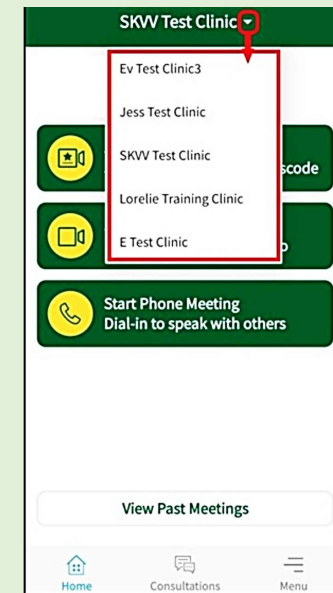 SKVV Test Clinic
Ev Test Clinic3
Jess Test Clinic
SKVV Test Clinic
Lorelie Training Clinic
E Test Clinic
Start Phone Meeting
Dial-in to speak with others
View Past Meetings
Home Consultations Menu